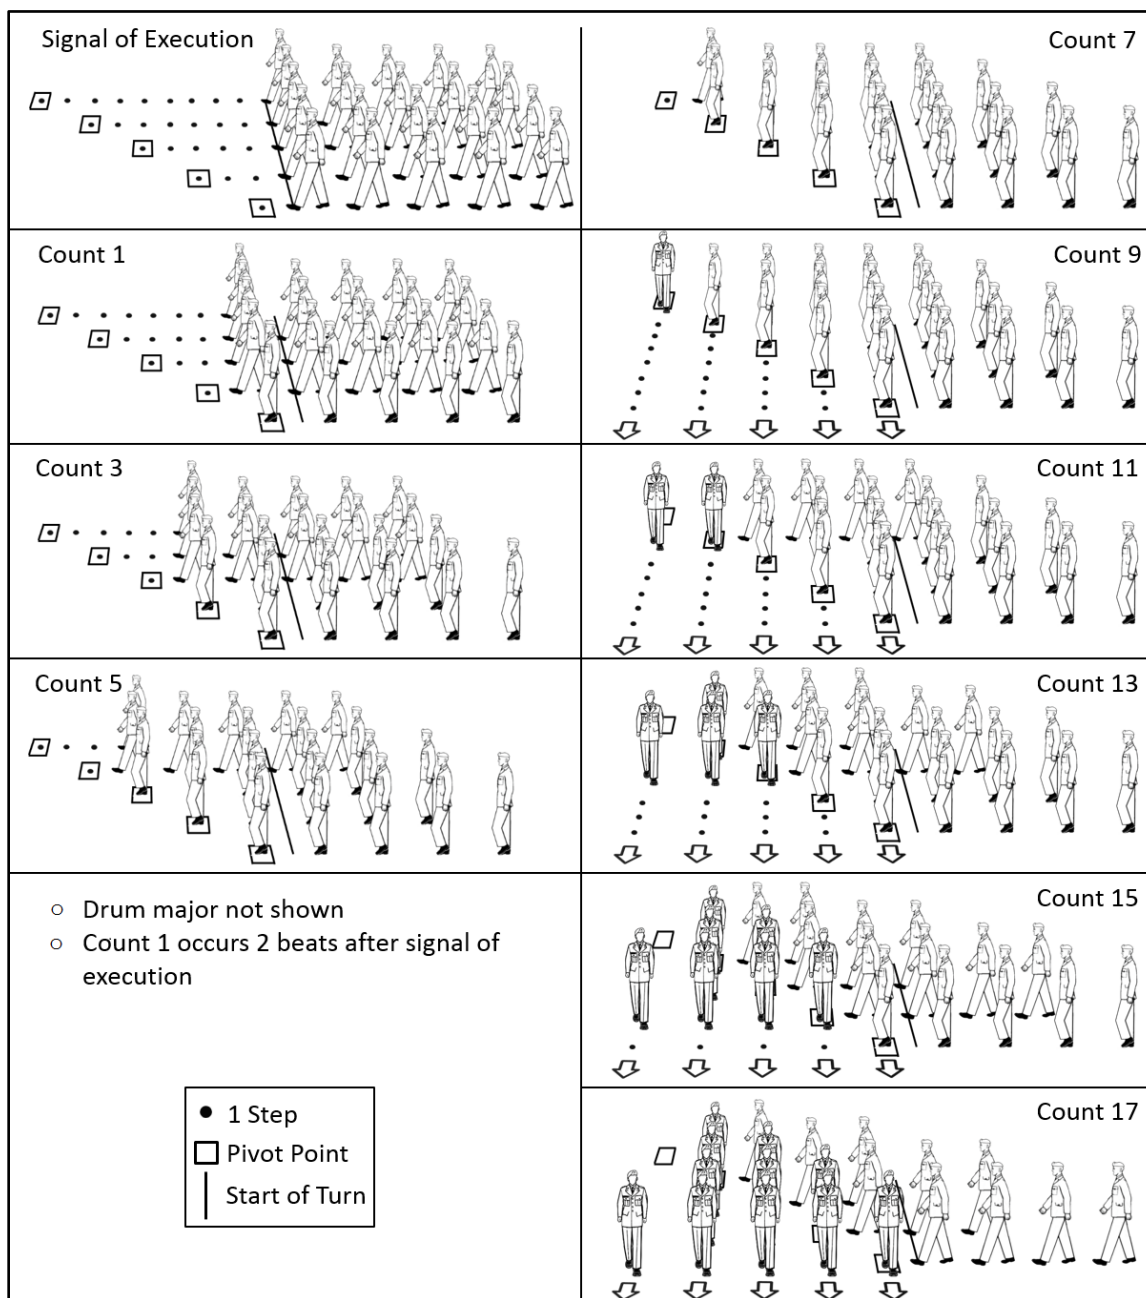 Signal of Execution
Count 1
Count 3
Count 5
○ Drum major not shown
○ Count 1 occurs 2 beats after signal of
execution
1 Step
Pivot Point
Start of Turn
Count 7
Count 9
Count 11
Count 13
Count 15
Count 17